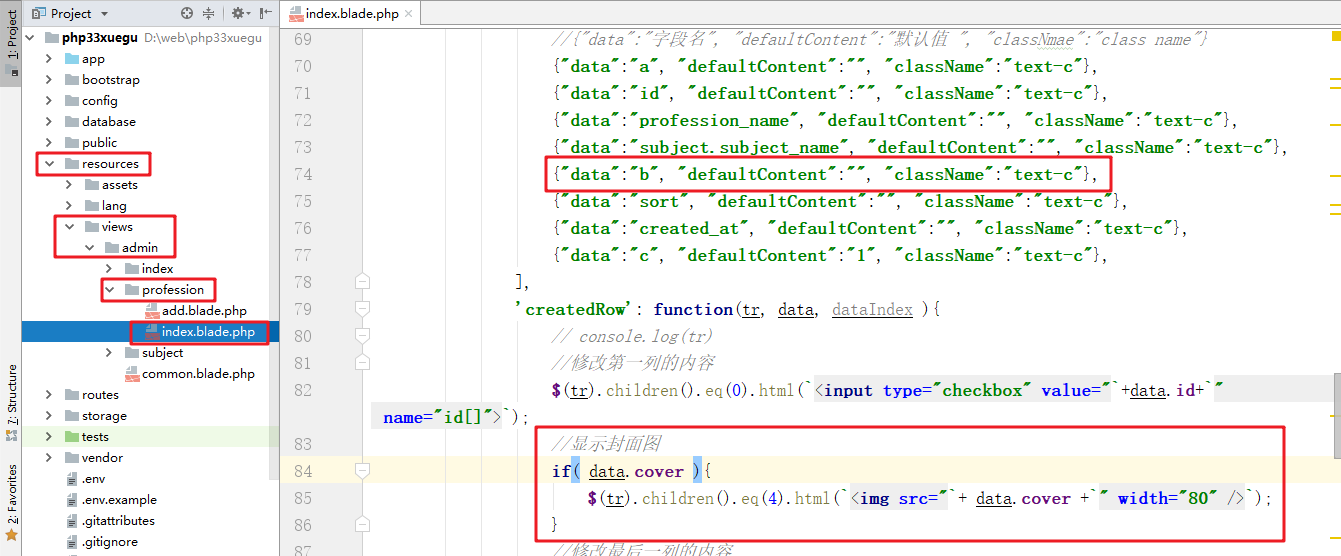 Project
index.blade.php
1: Project
7: Structure
2: Favorites
php33xuegu D:\web\php33xuegu
app
bootstrap
config
database
public
resources
assets
lang
views
admin
index
profession
add.blade.php
index.blade.php
subject
common.blade.php
routes
storage
tests
vendor
.env
.env.example
.gitattributes
.gitignore
69 //{"data":"字段名", "defaultContent":"默认值 ", "classNmae":"class name"}
70 {"data":"a", "defaultContent":"", "className":"text-c"},
71 {"data":"id", "defaultContent":"", "className":"text-c"},
72 {"data":"profession_name", "defaultContent":"", "className":"text-c"},
73 {"data":"subject.subject_name", "defaultContent":"", "className":"text-c"},
74 {"data":"b", "defaultContent":"", "className":"text-c"},
75 {"data":"sort", "defaultContent":"", "className":"text-c"},
76 {"data":"created_at", "defaultContent":"", "className":"text-c"},
77 {"data":"c", "defaultContent":"1", "className":"text-c"},
78 ],
79 'createdRow': function(tr, data, dataIndex ){
80 // console.log(tr)
81 //修改第一列的内容
82 $(tr).children().eq(0).html(`<input type="checkbox" value="`+data.id+`"
name="id[]">`);
83 //显示封面图
84 if( data.cover ){
85 $(tr).children().eq(4).html(`<img src="`+ data.cover +`" width="80" />`);
86 }
87 //修改最后一列的内容